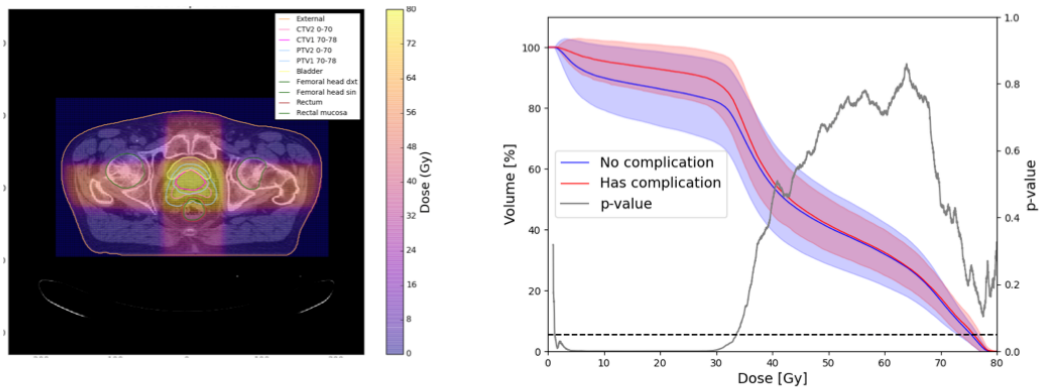 External
CTV2 0-70
CTV1 70-78
PTV2 0-70
PTV1 70-78
Bladder
Femoral head dxt
Femoral head sin
Rectum
Rectal mucosa
80
72
64
56
48
40
32
24
16
8
0
Dose (Gy)
100
80
60
40
20
0
Volume [%]
No complication
Has complication
p-value
1.0
0.8
0.6
0.4
0.2
0.0
p-value
0 10 20 30 40 50 60 70 80
Dose [Gy]